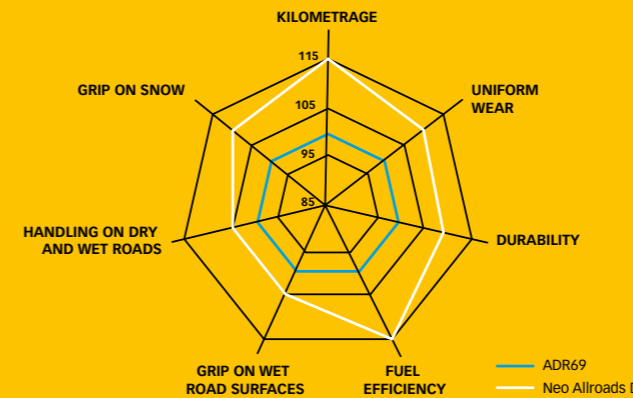 KILOMETRAGE
115
GRIP ON SNOW
UNIFORM
WEAR
105
95
85
HANDLING ON DRY
AND WET ROADS
DURABILITY
GRIP ON WET
ROAD SURFACES
FUEL
EFFICIENCY
ADR69
Neo Allroads D